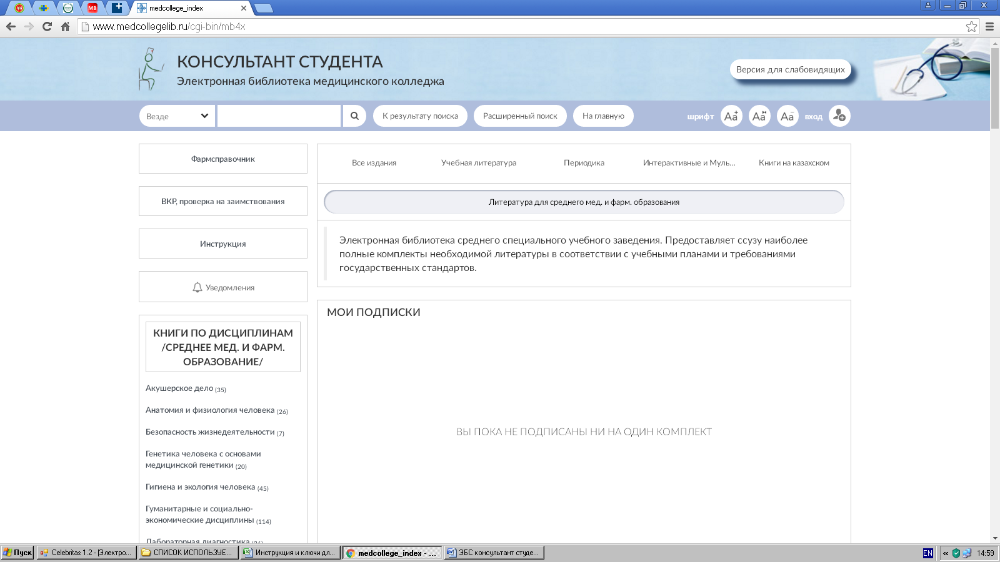 medcollege_index
www.medcollegelib.ru/cgi-bin/mb4x
КОНСУЛЬТАНТ СТУДЕНТА
Электронная библиотека медицинского колледжа
Версия для слабовидящих
Везде
К результату поиска
Расширенный поиск
На главную
шрифт
Aa+
Aa
Aa−
вход
Фармсправочник
ВКР, проверка на заимствования
Инструкция
Уведомления
КНИГИ ПО ДИСЦИПЛИНАМ
/СРЕДНЕЕ МЕД. И ФАРМ.
ОБРАЗОВАНИЕ/
Акушерское дело (35)
Анатомия и физиология человека (26)
Безопасность жизнедеятельности (7)
Генетика человека с основами
медицинской генетики (20)
Гигиена и экология человека (45)
Гуманитарные и социально-
экономические дисциплины (114)
Лабораторная диагностика (26)
Все издания
Учебная литература
Периодика
Интерактивные и Муль...
Книги на казахском
Литература для среднего мед. и фарм. образования
Электронная библиотека среднего специального учебного заведения. Предоставляет ссузу наиболее
полные комплекты необходимой литературы в соответствии с учебными планами и требованиями
государственных стандартов.
МОИ ПОДПИСКИ
ВЫ ПОКА НЕ ПОДПИСАНЫ НИ НА ОДИН КОМПЛЕКТ
Пуск
Celebritas 1.2 - [Электро...
СПИСОК ИСПОЛЬЗУЕ...
Инструкция и ключи дл...
medcollege_index - ...
ЭБС консультант студе...
EN
«
14:59